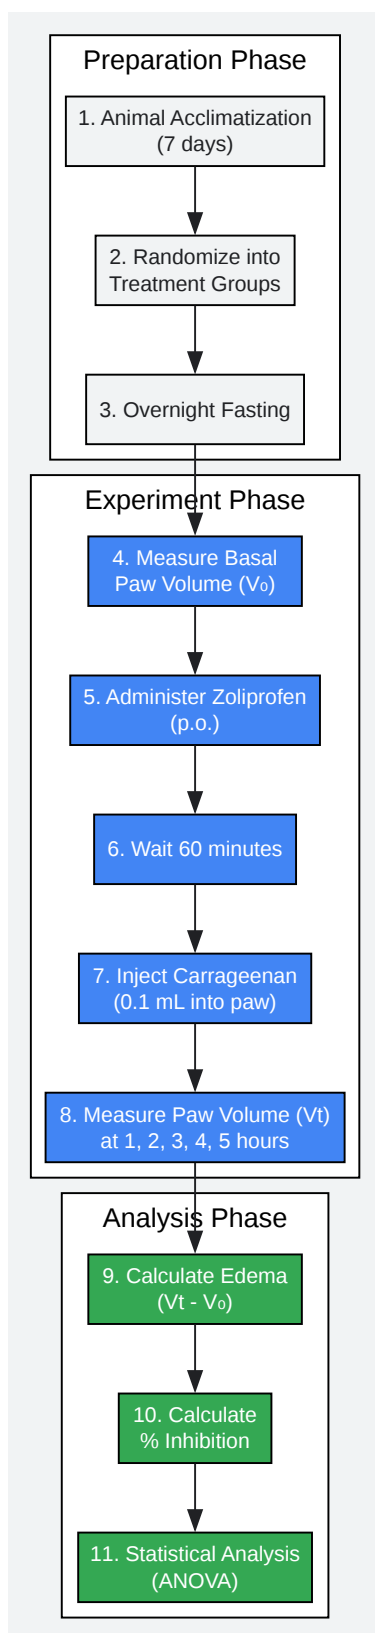 Preparation Phase
1. Animal Acclimatization
(7 days)
2. Randomize into
Treatment Groups
3. Overnight Fasting
Experiment Phase
4. Measure Basal
Paw Volume (V₀)
5. Administer Zoliprofen
(p.o.)
6. Wait 60 minutes
7. Inject Carrageenan
(0.1 mL into paw)
8. Measure Paw Volume (Vt)
at 1, 2, 3, 4, 5 hours
Analysis Phase
9. Calculate Edema
(Vt - V₀)
10. Calculate
% Inhibition
11. Statistical Analysis
(ANOVA)